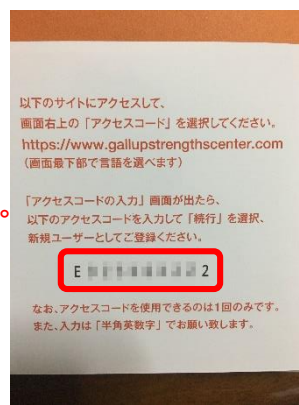 以下のサイトにアクセスして、
画面右上の「アクセスコード」を選択してください。
https://www.gallupstrengthscenter.com
(画面最下部で言語を選べます)
「アクセスコードの入力」画面が出たら、
以下のアクセスコードを入力して「続行」を選択、
新規ユーザーとしてご登録ください。
E 2
なお、アクセスコードを使用できるのは1回のみです。
また、入力は「半角英数字」でお願い致します。